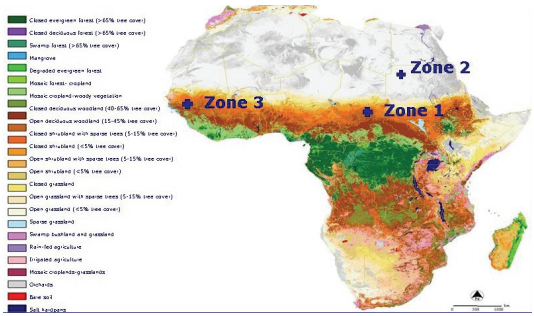 Closed evergreen forest (>65% tree cover)
Closed deciduous forest (>65% tree cover)
Swamp forest (>65% tree cover)
Mangrove
Degraded evergreen forest
Mosaic forest- cropland
Mosaic cropland-woody vegetation
Closed deciduous woodland (40-65% tree cover)
Open deciduous woodland (15-45% tree cover)
Closed shrubland with sparse trees (5-15% tree cover)
Closed shrubland (<5% tree cover)
Open shrubland with sparse trees (5-15% tree cover)
Open shrubland (<5% tree cover)
Closed grassland
Open grassland with sparse trees (5-15% tree cover)
Open grassland (<5% tree cover)
Sparse grassland
Swamp bushland and grassland
Rain-fed agriculture
Irrigated agriculture
Mosaic croplands-grasslands
Orchards
Bare soil
Salt hardpans
Zone 2
Zone 3
Zone 1